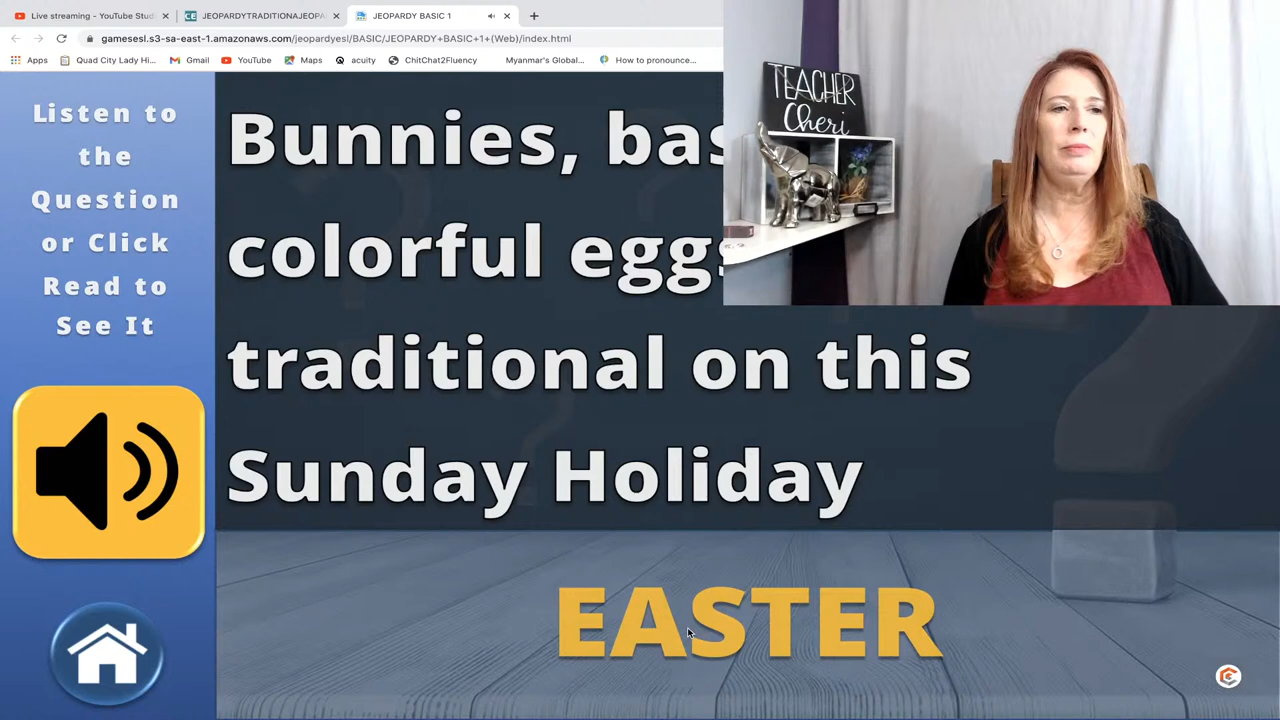 Live streaming - YouTube Stud
JEOPARDYTRADITIONAJEOPA
JEOPARDY BASIC 1
gamesesl.s3-sa-east-1.amazonaws.com/jeopardyesl/BASIC/JEOPARDY+BASIC+1+(Web)/index.html
Apps
Quad City Lady Hi...
Gmail
YouTube
Maps
acuity
ChitChat2Fluency
Myanmar's Global...
How to pronounce...
TEACHER
Cheri
Listen to
the
Question
or Click
Read to
See It
Bunnies, bas
colorful eggs
traditional on this
Sunday Holiday
EASTER